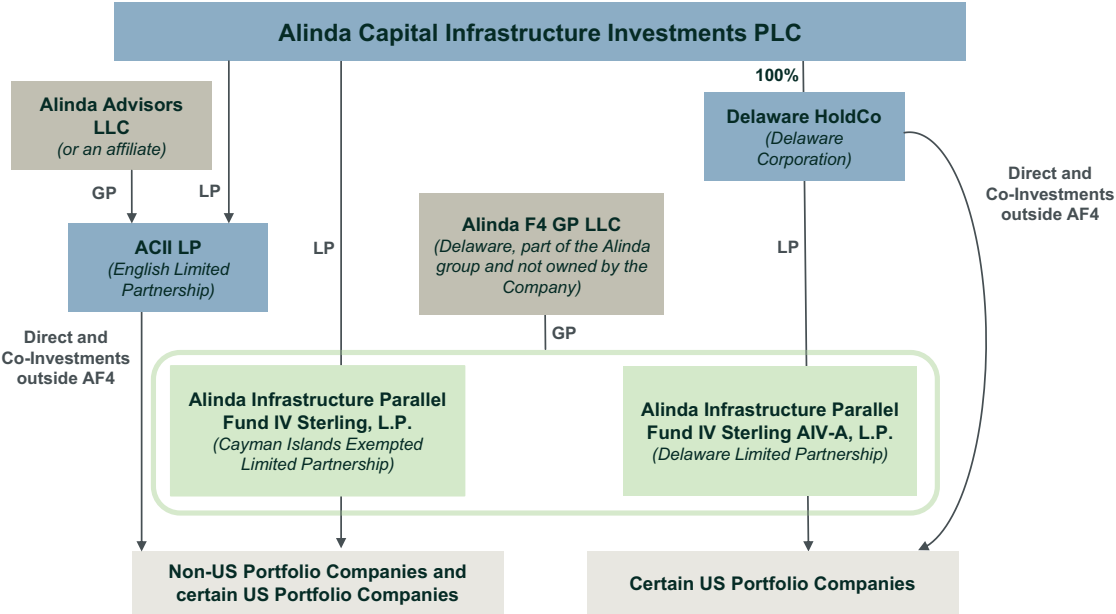 Alinda Capital Infrastructure Investments PLC
100%
Alinda Advisors
LLC
(or an affiliate)
Delaware HoldCo
(Delaware
Corporation)
GP
LP
Direct and
Co-Investments
outside AF4
Alinda F4 GP LLC
(Delaware, part of the Alinda
group and not owned by the
Company)
ACII LP
(English Limited
Partnership)
LP
LP
GP
Direct and
Co-Investments
outside AF4
Alinda Infrastructure Parallel
Fund IV Sterling, L.P.
(Cayman Islands Exempted
Limited Partnership)
Alinda Infrastructure Parallel
Fund IV Sterling AIV-A, L.P.
(Delaware Limited Partnership)
Non-US Portfolio Companies and
certain US Portfolio Companies
Certain US Portfolio Companies